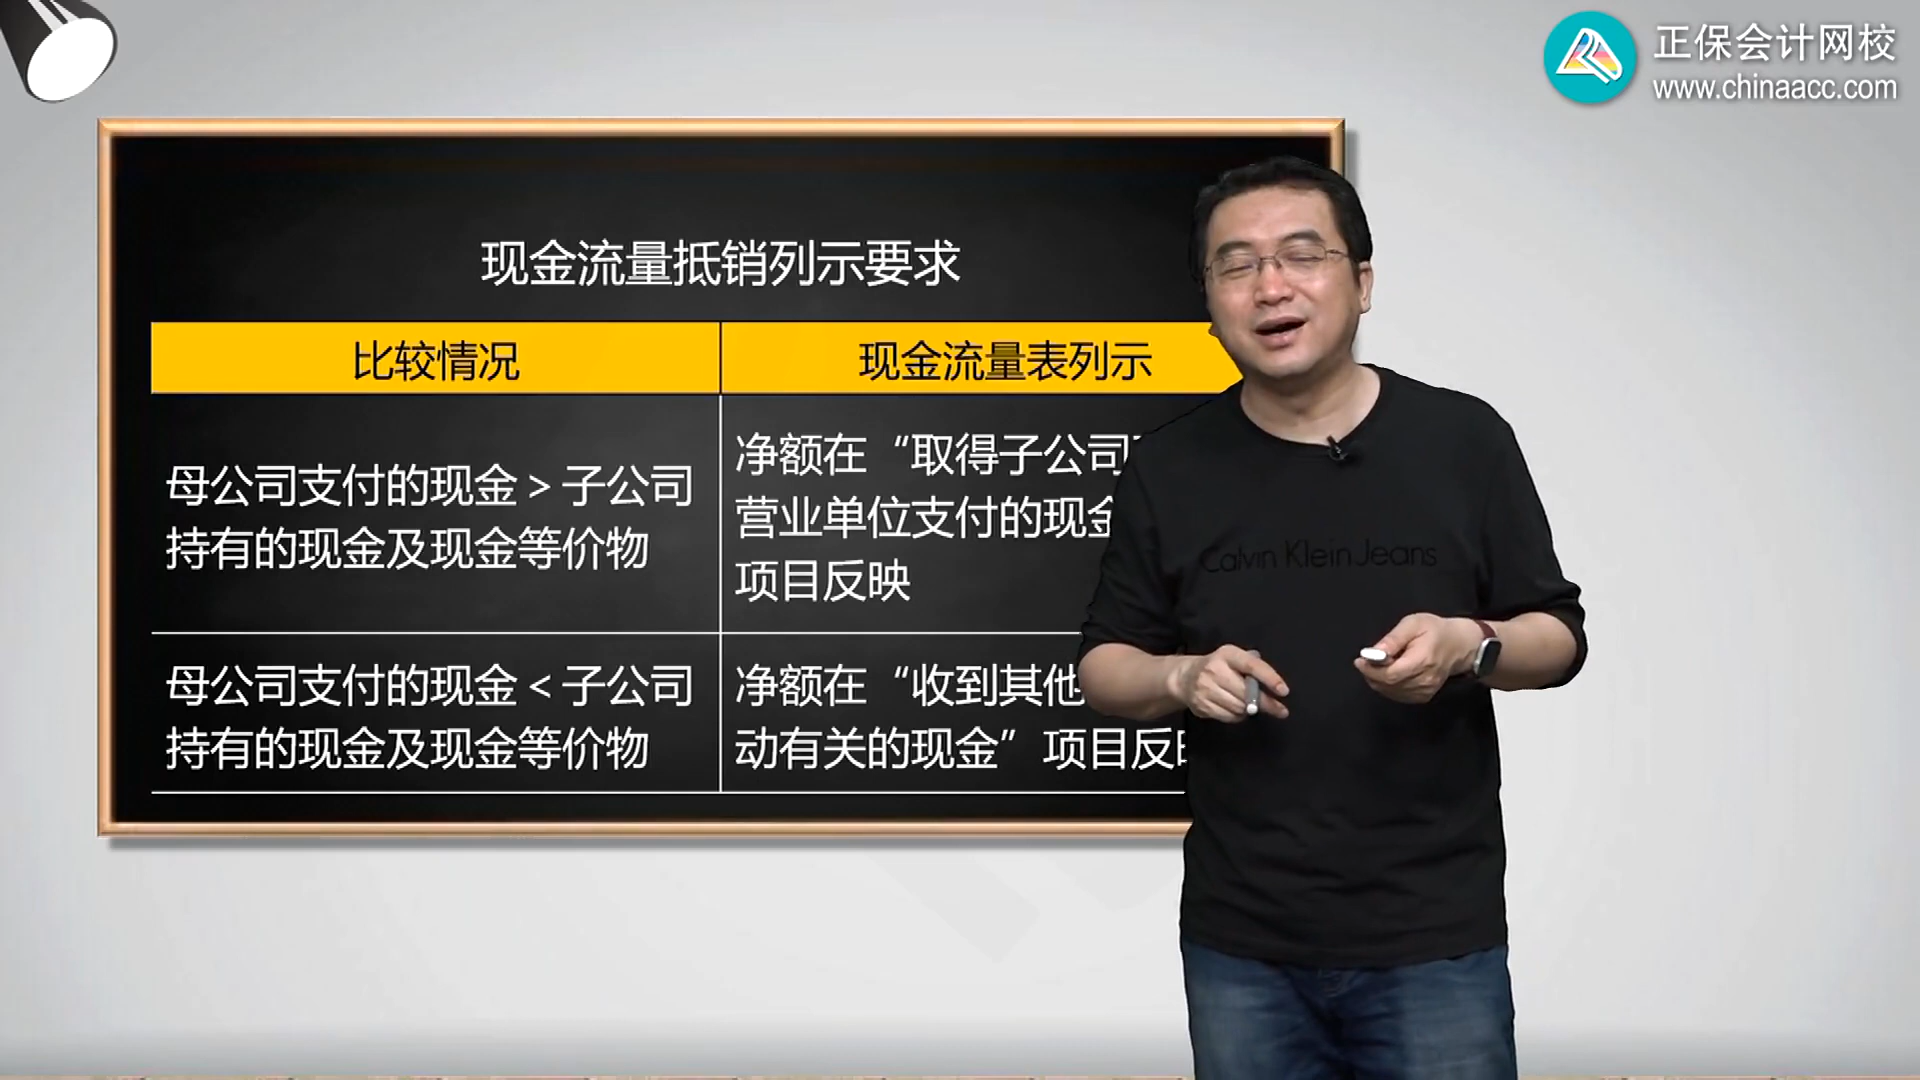 正保会计网校
www.chinaacc.com
现金流量抵销列示要求
比较情况
现金流量表列示
母公司支付的现金 > 子公司
持有的现金及现金等价物
净额在“取得子公司
营业单位支付的现金
项目反映
母公司支付的现金 < 子公司
持有的现金及现金等价物
净额在“收到其他
动有关的现金”项目反
Calvin Klein Jeans